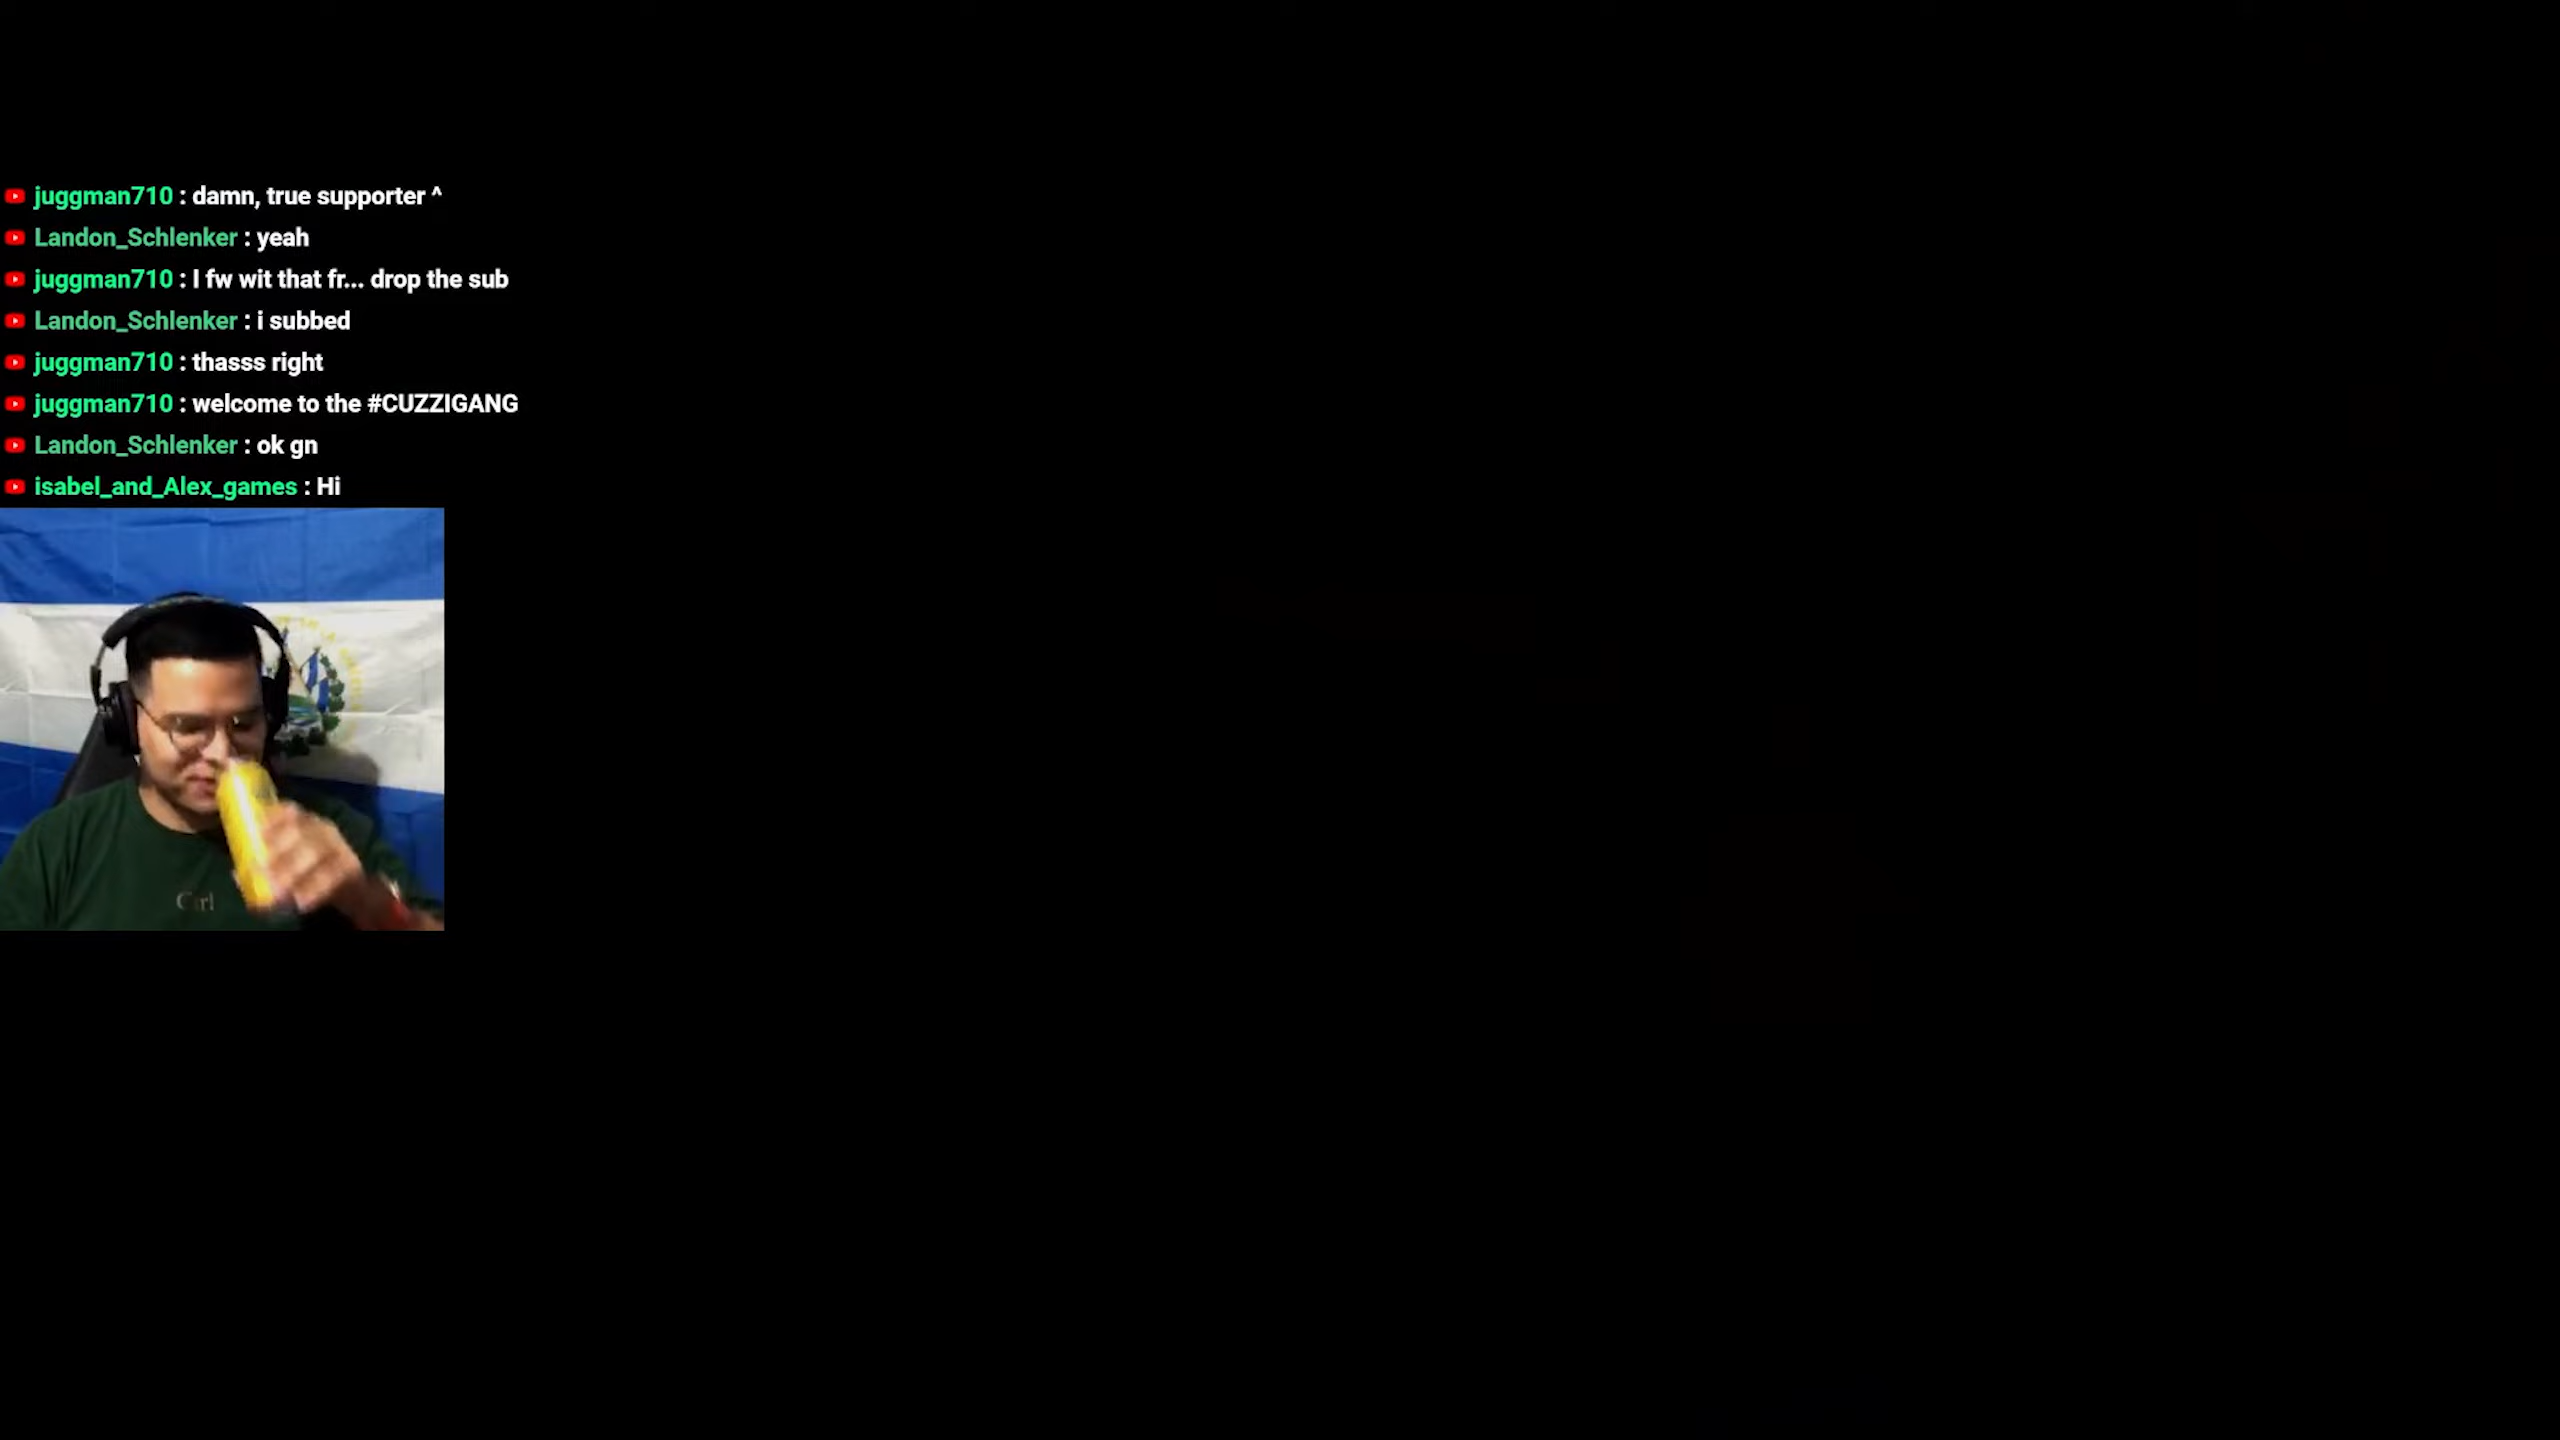 juggman710 : damn, true supporter ^
Landon_Schlenker : yeah
juggman710 : I fw wit that fr... drop the sub
Landon_Schlenker : i subbed
juggman710 : thasss right
juggman710 : welcome to the #CUZZIGANG
Landon_Schlenker : ok gn
isabel_and_Alex_games : Hi
Ctrl